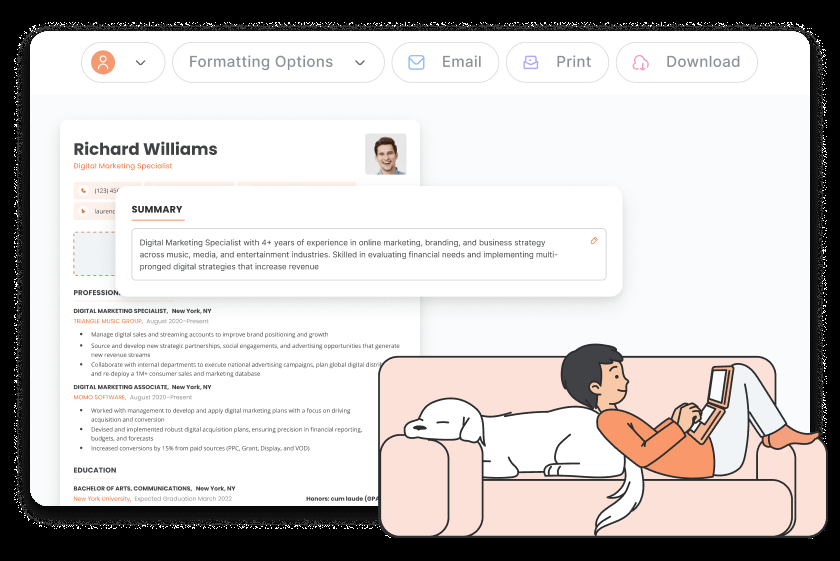 Formatting Options
Email
Print
Download
Richard Williams
Digital Marketing Specialist
(123) 456
laurenc
SUMMARY
Digital Marketing Specialist with 4+ years of experience in online marketing, branding, and business strategy
across music, media, and entertainment industries. Skilled in evaluating financial needs and implementing multi-
pronged digital strategies that increase revenue
PROFESSION
DIGITAL MARKETING SPECIALIST, New York, NY
TRIANGLE MUSIC GROUP, August 2020–Present
• Manage digital sales and streaming accounts to improve brand positioning and growth
• Source and develop new strategic partnerships, social engagements, and advertising opportunities that generate
new revenue streams
• Collaborate with internal departments to execute national advertising campaigns, plan global digital distri
and re-deploy a 1M+ consumer sales and marketing database
DIGITAL MARKETING ASSOCIATE, New York, NY
MOMO SOFTWARE, August 2020–Present
• Worked with management to develop and apply digital marketing plans with a focus on driving
acquisition and conversion
• Devised and implemented robust digital acquisition plans, ensuring precision in financial reporting,
budgets, and forecasts
• Increased conversions by 15% from paid sources (PPC, Grant, Display, and VOD)
EDUCATION
BACHELOR OF ARTS, COMMUNICATIONS, New York, NY
New York University, Expected Graduation March 2022 Honors: cum laude (GPA